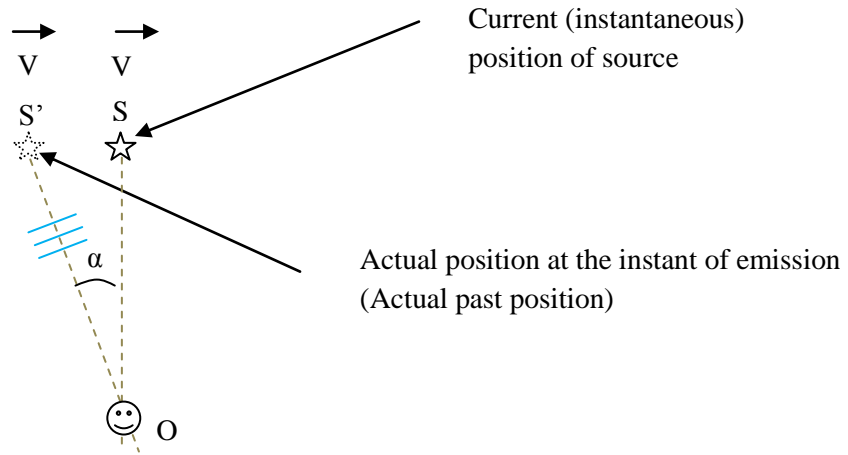 Current (instantaneous)
position of source
V V
S’ S
α
Actual position at the instant of emission
(Actual past position)
O